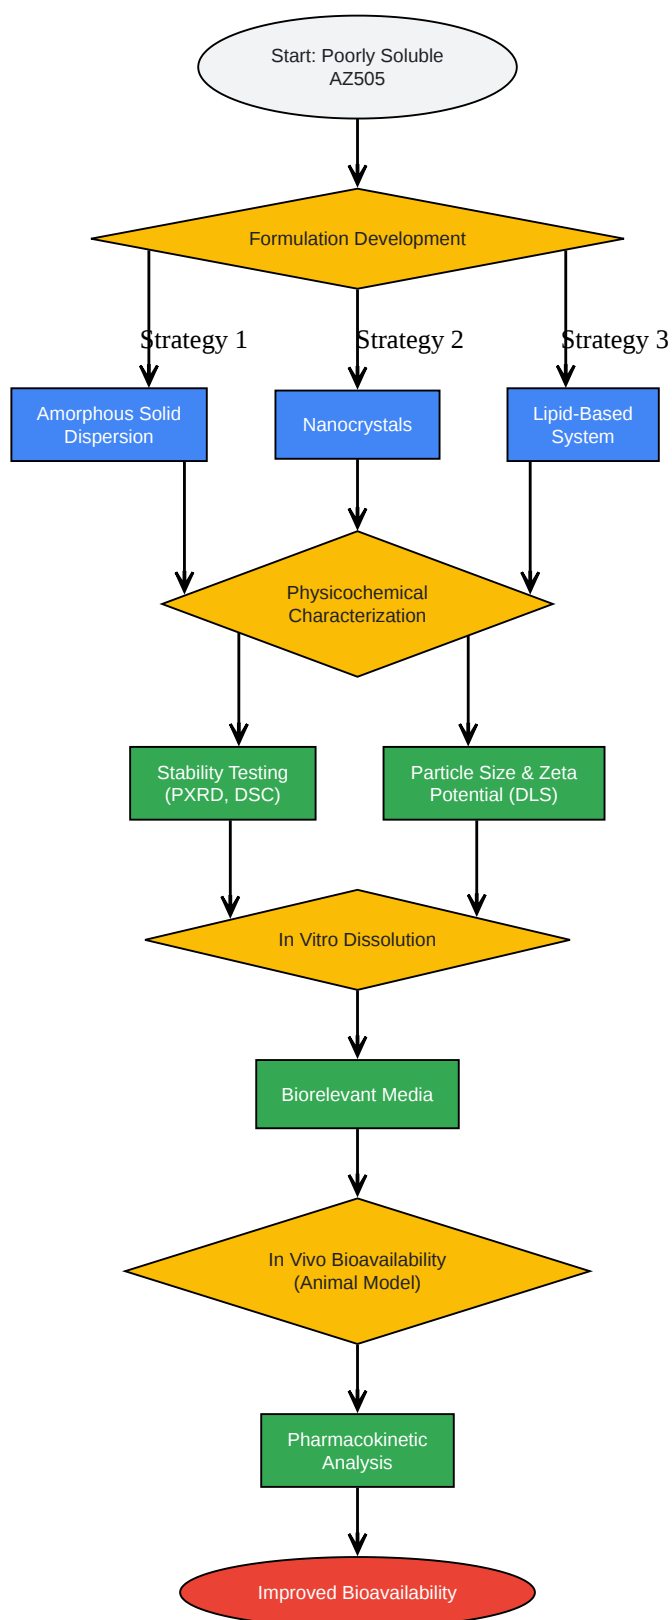 Start: Poorly Soluble
AZ505
Formulation Development
Strategy 1
Strategy 2
Strategy 3
Amorphous Solid
Dispersion
Nanocrystals
Lipid-Based
System
Physicochemical
Characterization
Stability Testing
(PXRD, DSC)
Particle Size & Zeta
Potential (DLS)
In Vitro Dissolution
Biorelevant Media
In Vivo Bioavailability
(Animal Model)
Pharmacokinetic
Analysis
Improved Bioavailability